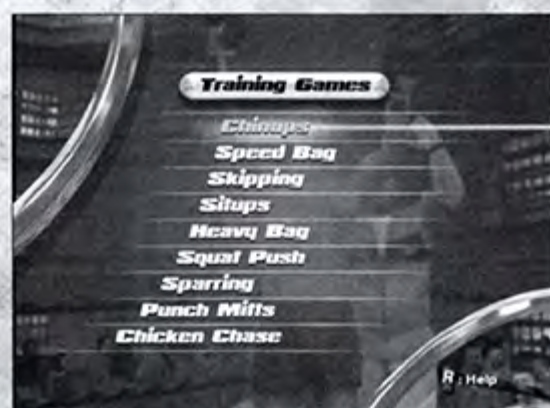 Training Games
Chinups
Speed Bag
Skipping
Situps
Heavy Bag
Squat Push
Sparring
Punch Mitts
Chicken Chase
R : Help